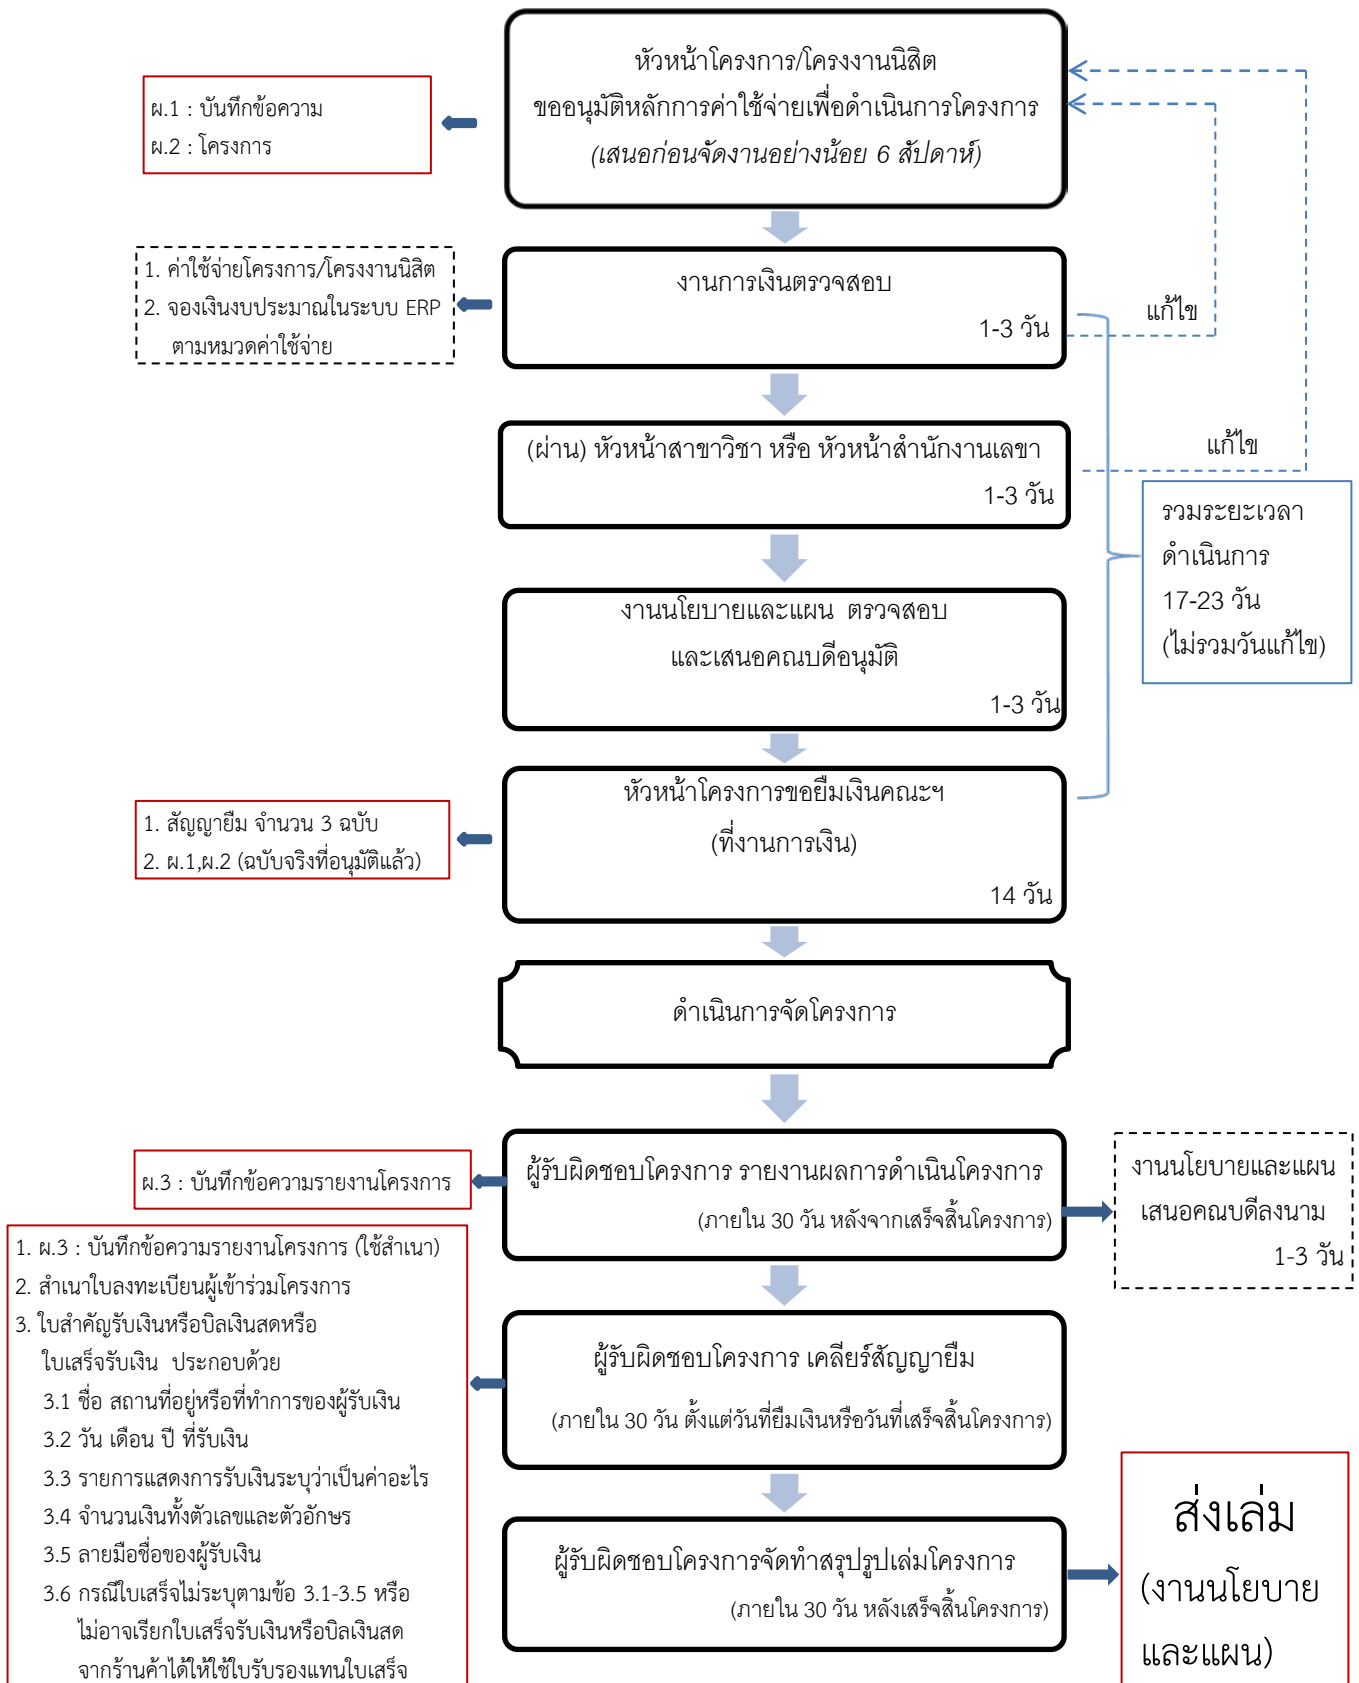 หัวหน้าโครงการ/โครงงานนิสิต
ขออนุมัติหลักการค่าใช้จ่ายเพื่อดำเนินการโครงการ
(เสนอก่อนจัดงานอย่างน้อย 6 สัปดาห์)
ผ.1 : บันทึกข้อความ
ผ.2 : โครงการ
งานการเงินตรวจสอบ
1-3 วัน
1. ค่าใช้จ่ายโครงการ/โครงงานนิสิต
2. จองเงินงบประมาณในระบบ ERP
ตามหมวดค่าใช้จ่าย
แก้ไข
(ผ่าน) หัวหน้าสาขาวิชา หรือ หัวหน้าสำนักงานเลขา
1-3 วัน
แก้ไข
รวมระยะเวลา
ดำเนินการ
17-23 วัน
(ไม่รวมวันแก้ไข)
งานนโยบายและแผน ตรวจสอบ
และเสนอคณบดีอนุมัติ
1-3 วัน
หัวหน้าโครงการขอยืมเงินคณะฯ
(ที่งานการเงิน)
14 วัน
1. สัญญายืม จำนวน 3 ฉบับ
2. ผ.1,ผ.2 (ฉบับจริงที่อนุมัติแล้ว)
ดำเนินการจัดโครงการ
ผู้รับผิดชอบโครงการ รายงานผลการดำเนินโครงการ
(ภายใน 30 วัน หลังจากเสร็จสิ้นโครงการ)
ผ.3 : บันทึกข้อความรายงานโครงการ
งานนโยบายและแผน
เสนอคณบดีลงนาม
1-3 วัน
1. ผ.3 : บันทึกข้อความรายงานโครงการ (ใช้สำเนา)
2. สำเนาใบลงทะเบียนผู้เข้าร่วมโครงการ
3. ใบสำคัญรับเงินหรือบิลเงินสดหรือ
ใบเสร็จรับเงิน ประกอบด้วย
3.1 ชื่อ สถานที่อยู่หรือที่ทำการของผู้รับเงิน
3.2 วัน เดือน ปี ที่รับเงิน
3.3 รายการแสดงการรับเงินระบุว่าเป็นค่าอะไร
3.4 จำนวนเงินทั้งตัวเลขและตัวอักษร
3.5 ลายมือชื่อของผู้รับเงิน
3.6 กรณีใบเสร็จไม่ระบุตามข้อ 3.1-3.5 หรือ
ไม่อาจเรียกใบเสร็จรับเงินหรือบิลเงินสด
จากร้านค้าได้ให้ใช้ใบรับรองแทนใบเสร็จ
ผู้รับผิดชอบโครงการ เคลียร์สัญญายืม
(ภายใน 30 วัน ตั้งแต่วันที่ยืมเงินหรือวันที่เสร็จสิ้นโครงการ)
ผู้รับผิดชอบโครงการจัดทำสรุปรูปเล่มโครงการ
(ภายใน 30 วัน หลังเสร็จสิ้นโครงการ)
ส่งเล่ม
(งานนโยบาย
และแผน)